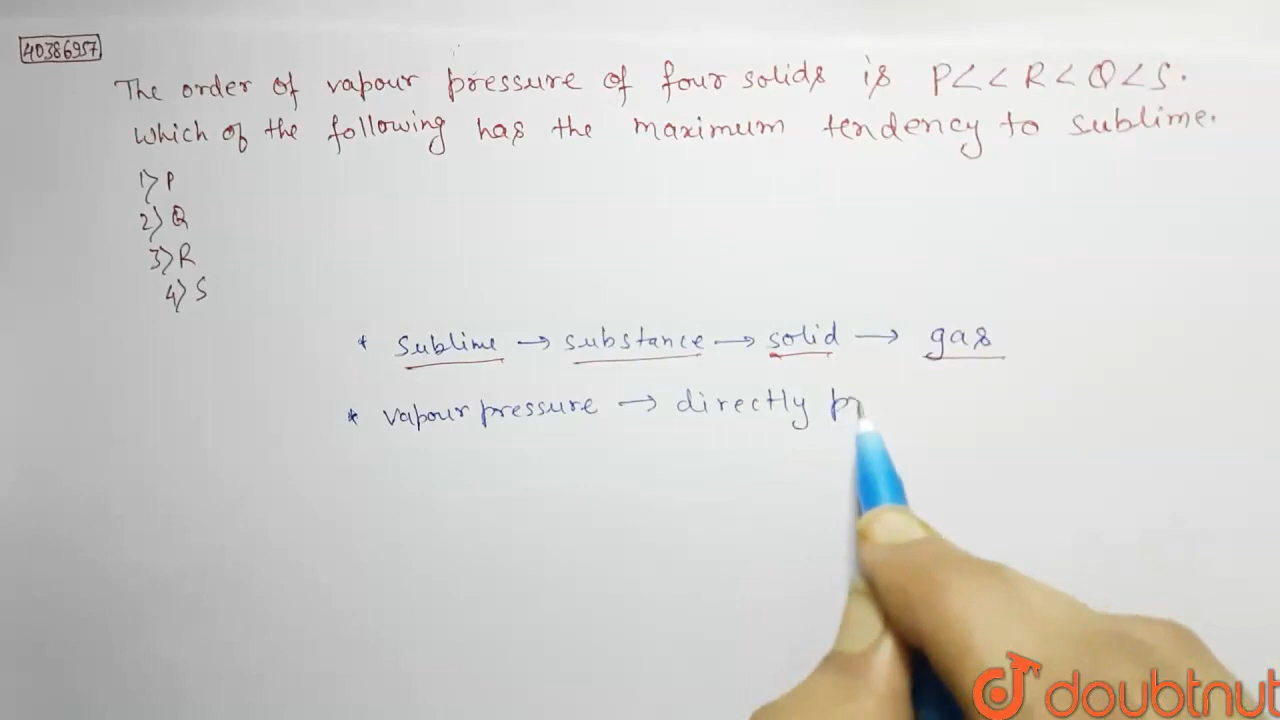 40386957
The order of vapour pressure of four solids is P<< R < Q < S.
Which of the following has the maximum tendency to sublime.
1) P
2) Q
3) R
4) S
* sublime → substance → solid → gas
* vapour pressure → directly pr
doubtnut